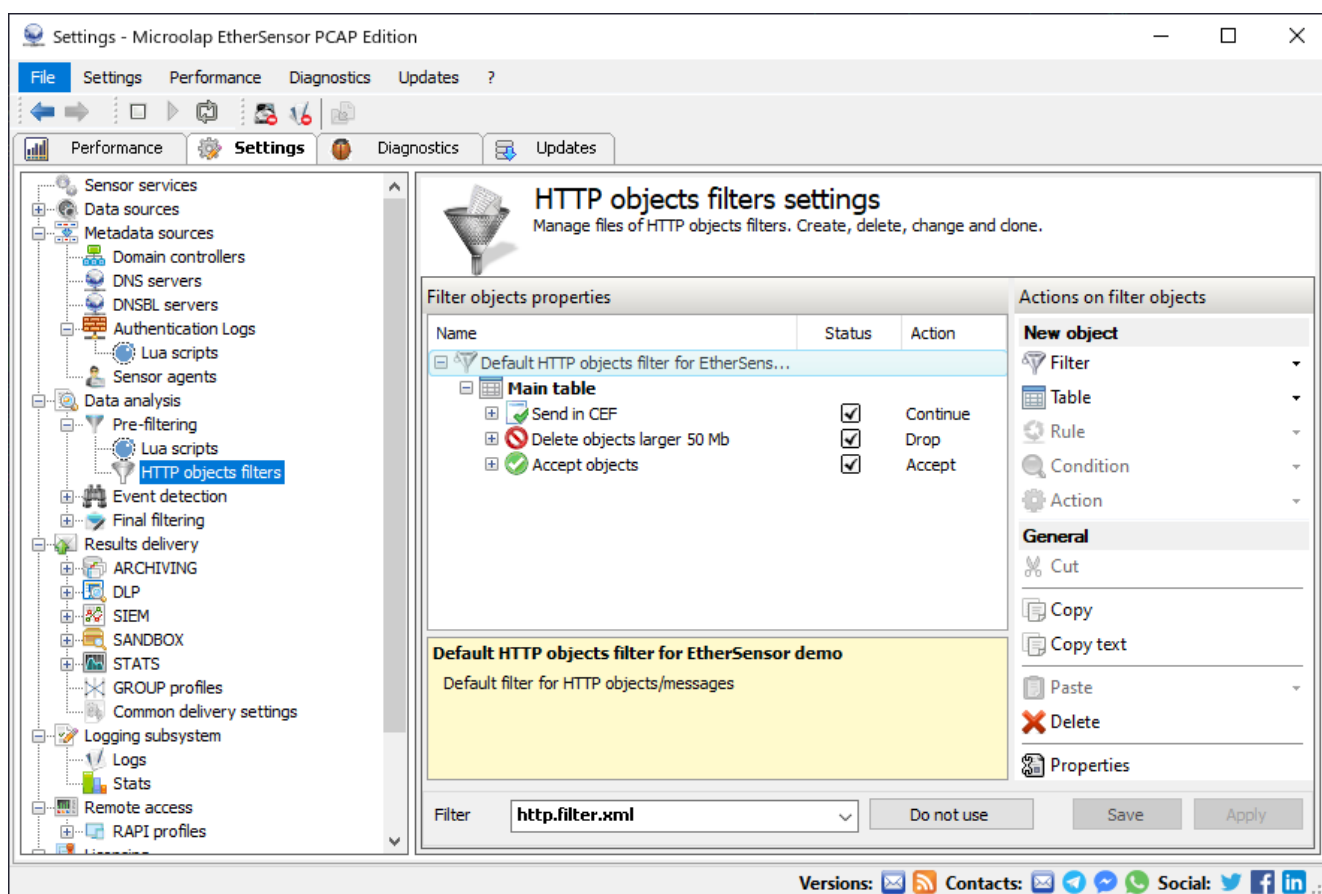 Settings - Microolap EtherSensor PCAP Edition
File Settings Performance Diagnostics Updates ?
Performance Settings Diagnostics Updates
Sensor services
Data sources
Metadata sources
Domain controllers
DNS servers
DNSBL servers
Authentication Logs
Lua scripts
Sensor agents
Data analysis
Pre-filtering
Lua scripts
HTTP objects filters
Event detection
Final filtering
Results delivery
ARCHIVING
DLP
SIEM
SANDBOX
STATS
GROUP profiles
Common delivery settings
Logging subsystem
Logs
Stats
Remote access
RAPI profiles
HTTP objects filters settings
Manage files of HTTP objects filters. Create, delete, change and clone.
Filter objects properties
Name Status Action
Default HTTP objects filter for EtherSens...
Main table
Send in CEF Continue
Delete objects larger 50 Mb Drop
Accept objects Accept
Default HTTP objects filter for EtherSensor demo
Default filter for HTTP objects/messages
Filter http.filter.xml Do not use Save Apply
Actions on filter objects
New object
Filter
Table
Rule
Condition
Action
General
Cut
Copy
Copy text
Paste
Delete
Properties
Versions: Contacts: Social: